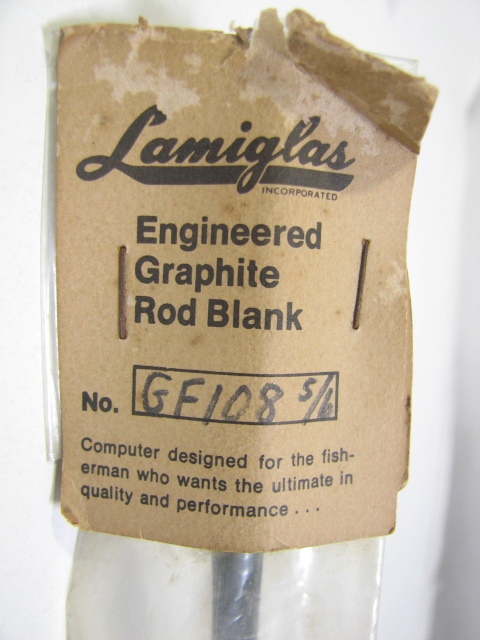 Lamiglas
INCORPORATED
Engineered
Graphite
Rod Blank
No. GF108 5/6
Computer designed for the fish-
erman who wants the ultimate in
quality and performance ...